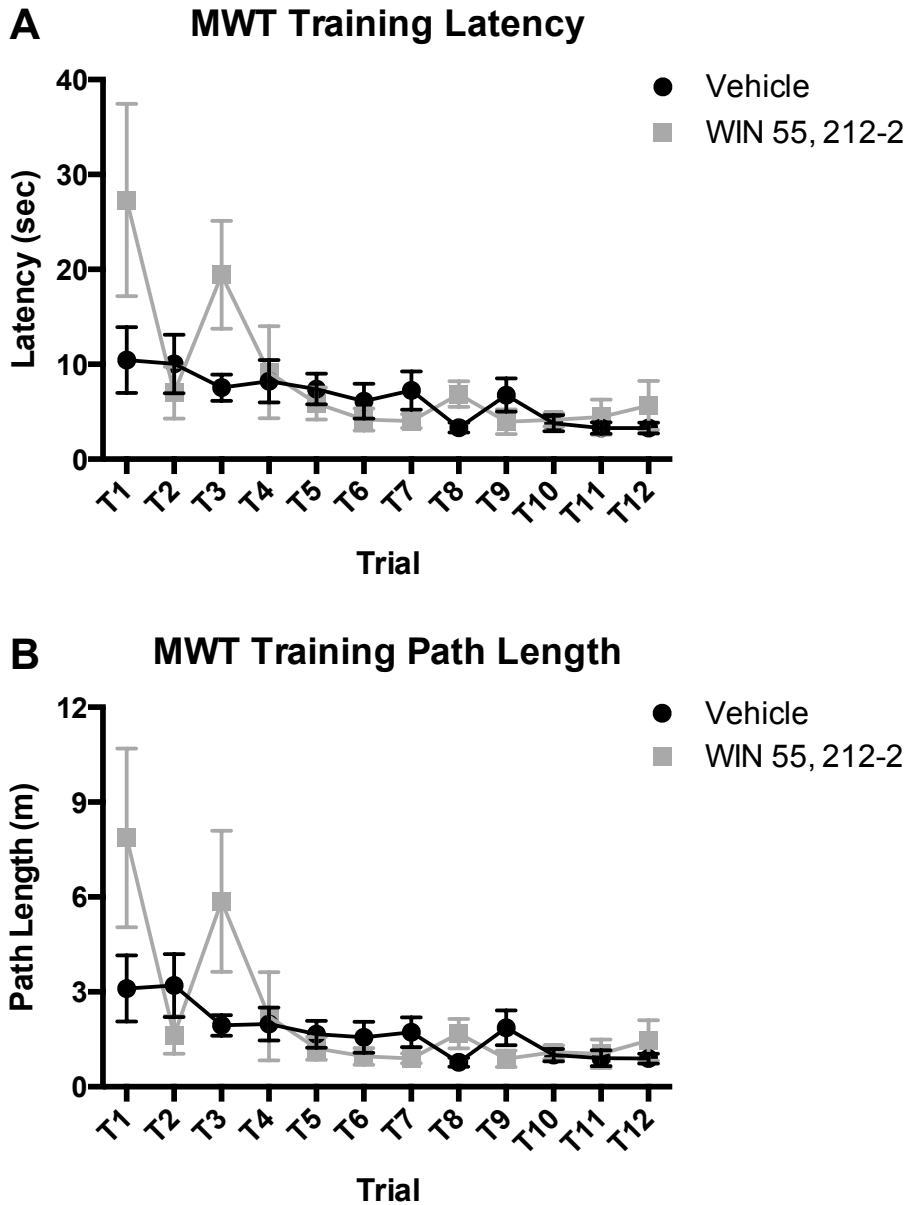 A
MWT Training Latency
Vehicle
WIN 55, 212-2
Latency (sec)
40
30
20
10
0
T1 T2 T3 T4 T5 T6 T7 T8 T9 T10 T11 T12
Trial
B
MWT Training Path Length
Vehicle
WIN 55, 212-2
Path Length (m)
12
9
6
3
0
T1 T2 T3 T4 T5 T6 T7 T8 T9 T10 T11 T12
Trial